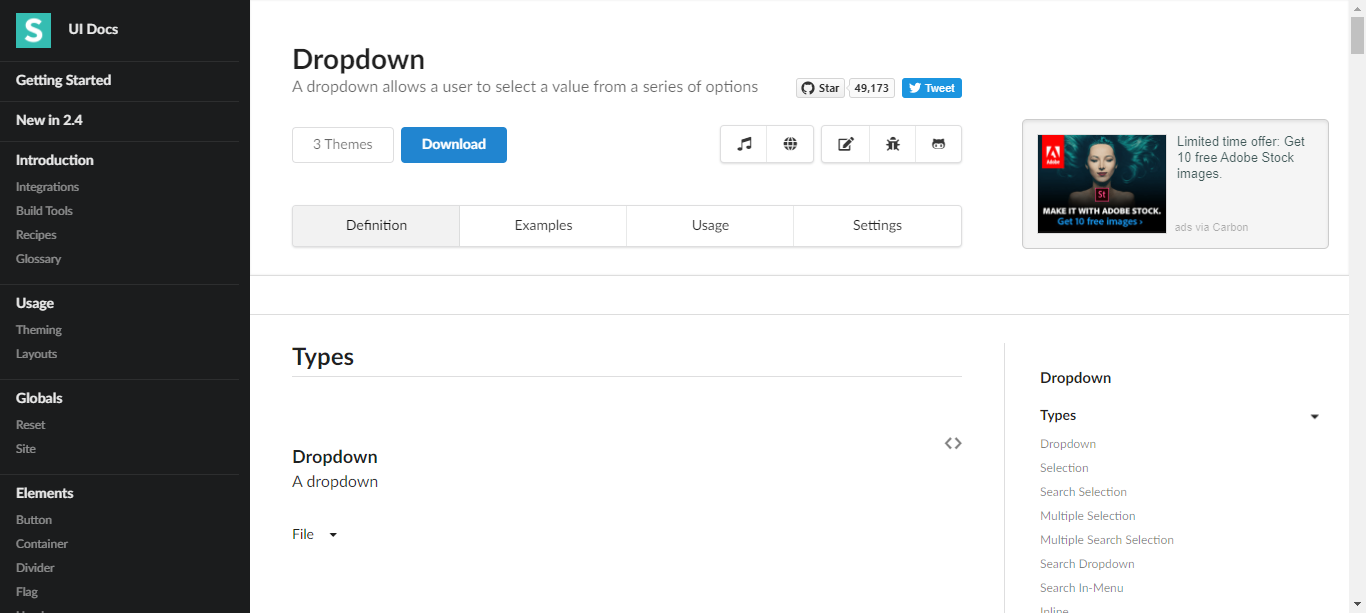 S
UI Docs
Getting Started
New in 2.4
Introduction
Integrations
Build Tools
Recipes
Glossary
Usage
Theming
Layouts
Globals
Reset
Site
Elements
Button
Container
Divider
Flag
Dropdown
A dropdown allows a user to select a value from a series of options
Star
49,173
Tweet
3 Themes
Download
Definition
Examples
Usage
Settings
Adobe
St
MAKE IT WITH ADOBE STOCK.
Get 10 free images ›
Limited time offer: Get
10 free Adobe Stock
images.
ads via Carbon
Types
Dropdown
A dropdown
File
Dropdown
Types
Dropdown
Selection
Search Selection
Multiple Selection
Multiple Search Selection
Search Dropdown
Search In-Menu
Inline